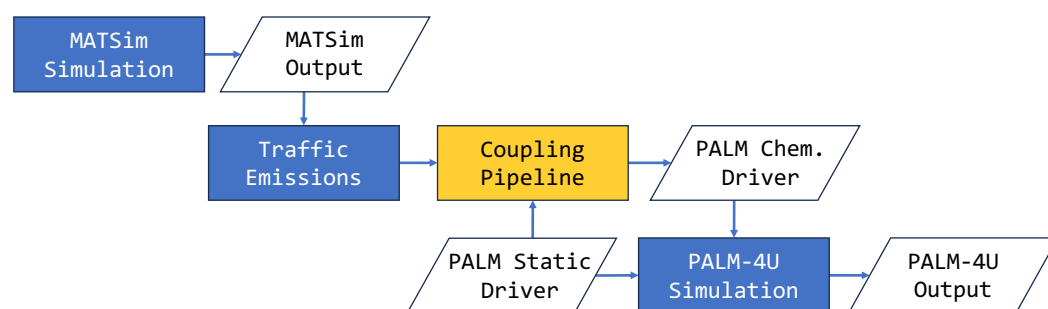 MATSim
Simulation
MATSim
Output
Traffic
Emissions
Coupling
Pipeline
PALM Chem.
Driver
PALM Static
Driver
PALM-4U
Simulation
PALM-4U
Output